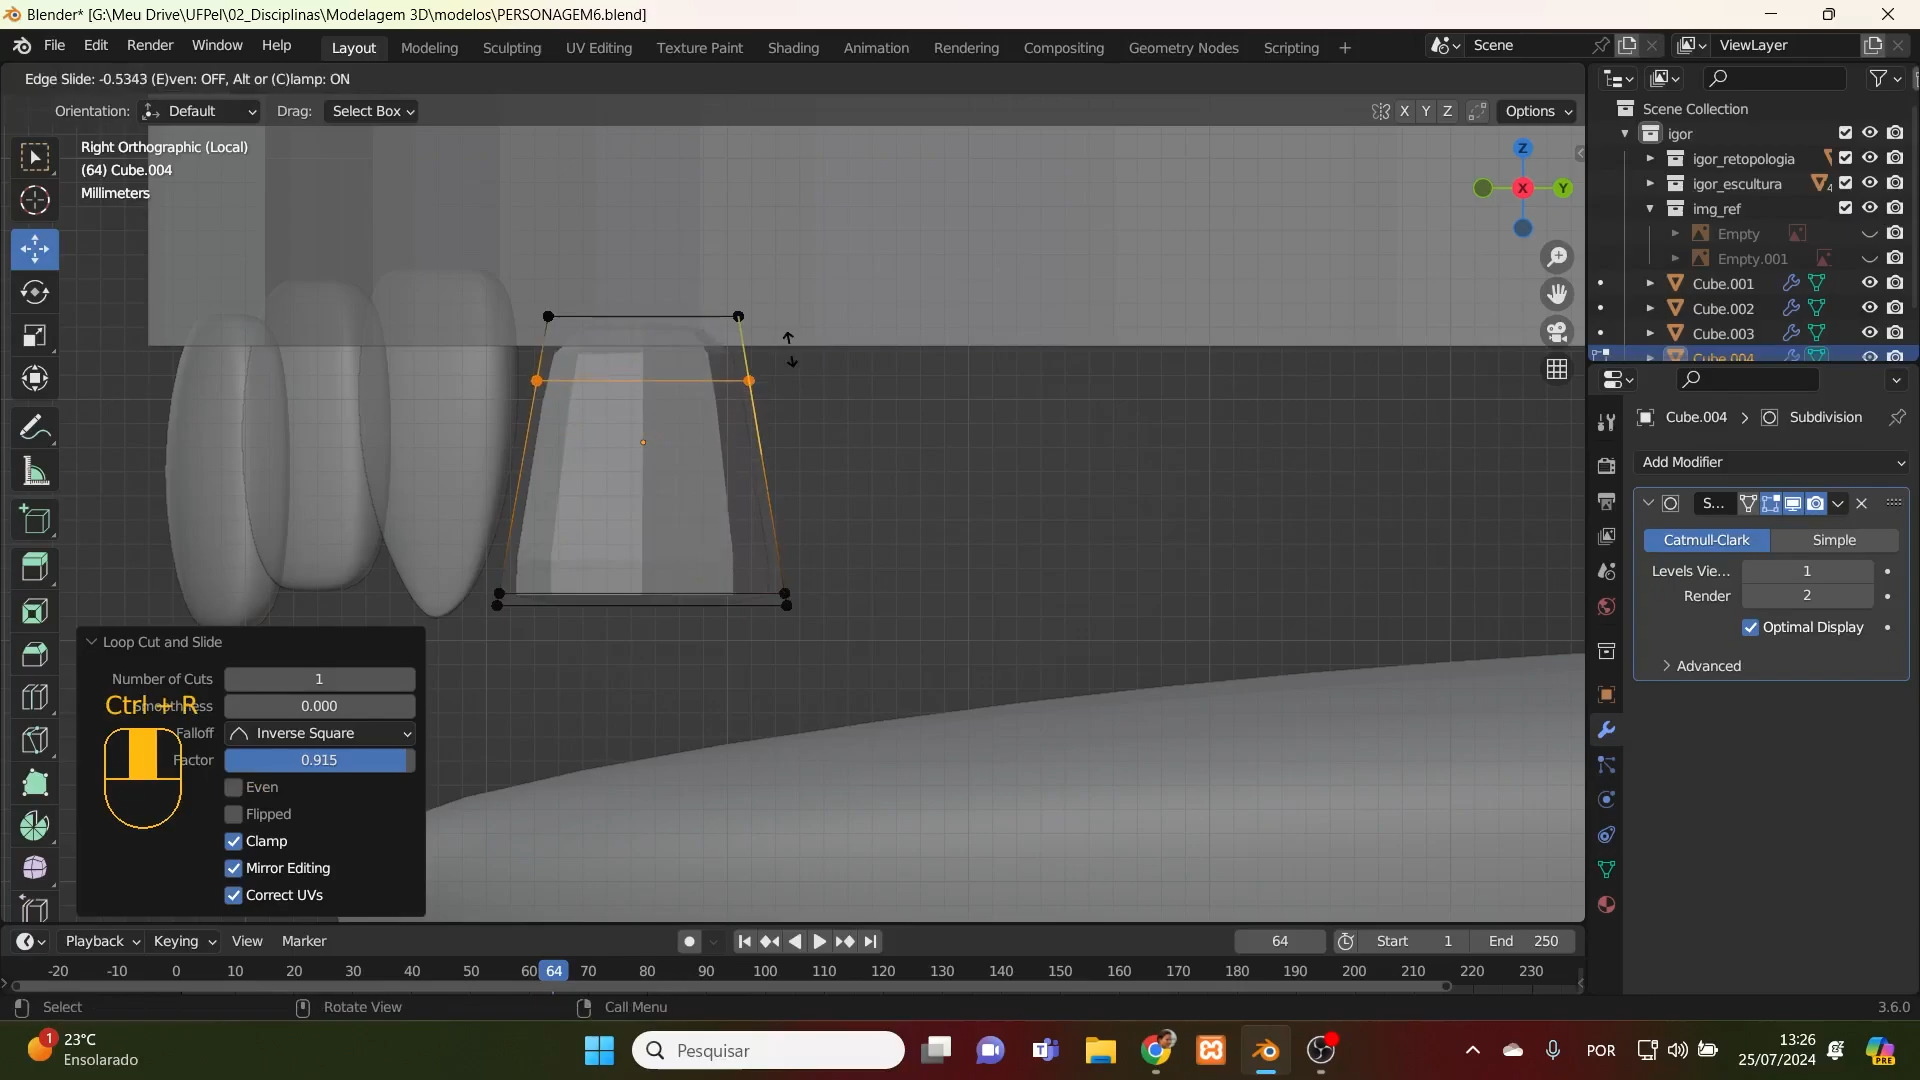 Blender* [G:\Meu Drive\UFPel\02_Disciplinas\Modelagem 3D\modelos\PERSONAGEM6.blend]
File Edit Render Window Help Layout Modeling Sculpting UV Editing Texture Paint Shading Animation Rendering Compositing Geometry Nodes Scripting + Scene ViewLayer
Edge Slide: -0.5343 (E)ven: OFF, Alt or (C)lamp: ON
Orientation: Default Drag: Select Box X Y Z Options
Right Orthographic (Local)
(64) Cube.004
Millimeters
Z
X
Y
Scene Collection
igor
igor_retopologia
igor_escultura 4
img_ref
Empty
Empty.001
Cube.001
Cube.002
Cube.003
Cube.004
Cube.004 > Subdivision
Add Modifier
S...
Catmull-Clark Simple
Levels Vie... 1
Render 2
Optimal Display
Advanced
Loop Cut and Slide
Number of Cuts 1
Smoothness 0.000
Ctrl + R
Falloff Inverse Square
Factor 0.915
Even
Flipped
Clamp
Mirror Editing
Correct UVs
Playback Keying View Marker 64 Start 1 End 250
-20 -10 0 10 20 30 40 50 60 64 70 80 90 100 110 120 130 140 150 160 170 180 190 200 210 220 230
Select Rotate View Call Menu 3.6.0
1 23°C
Ensolarado
Pesquisar
POR
13:26
25/07/2024
PRE